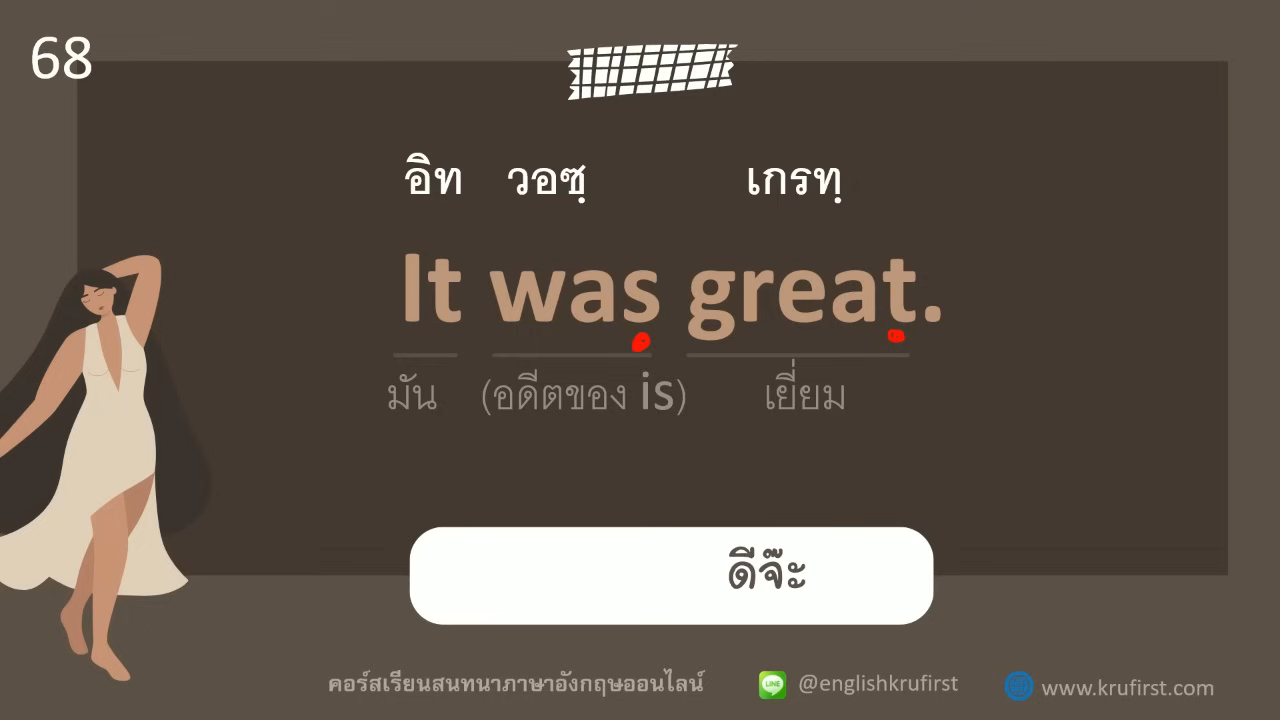 68
อิท วอซฺ เกรทฺ
It was great.
มัน (อดีตของ is) เยี่ยม
ดีจ๊ะ
คอร์สเรียนสนทนาภาษาอังกฤษออนไลน์ LINE @englishkrufirst www.krufirst.com